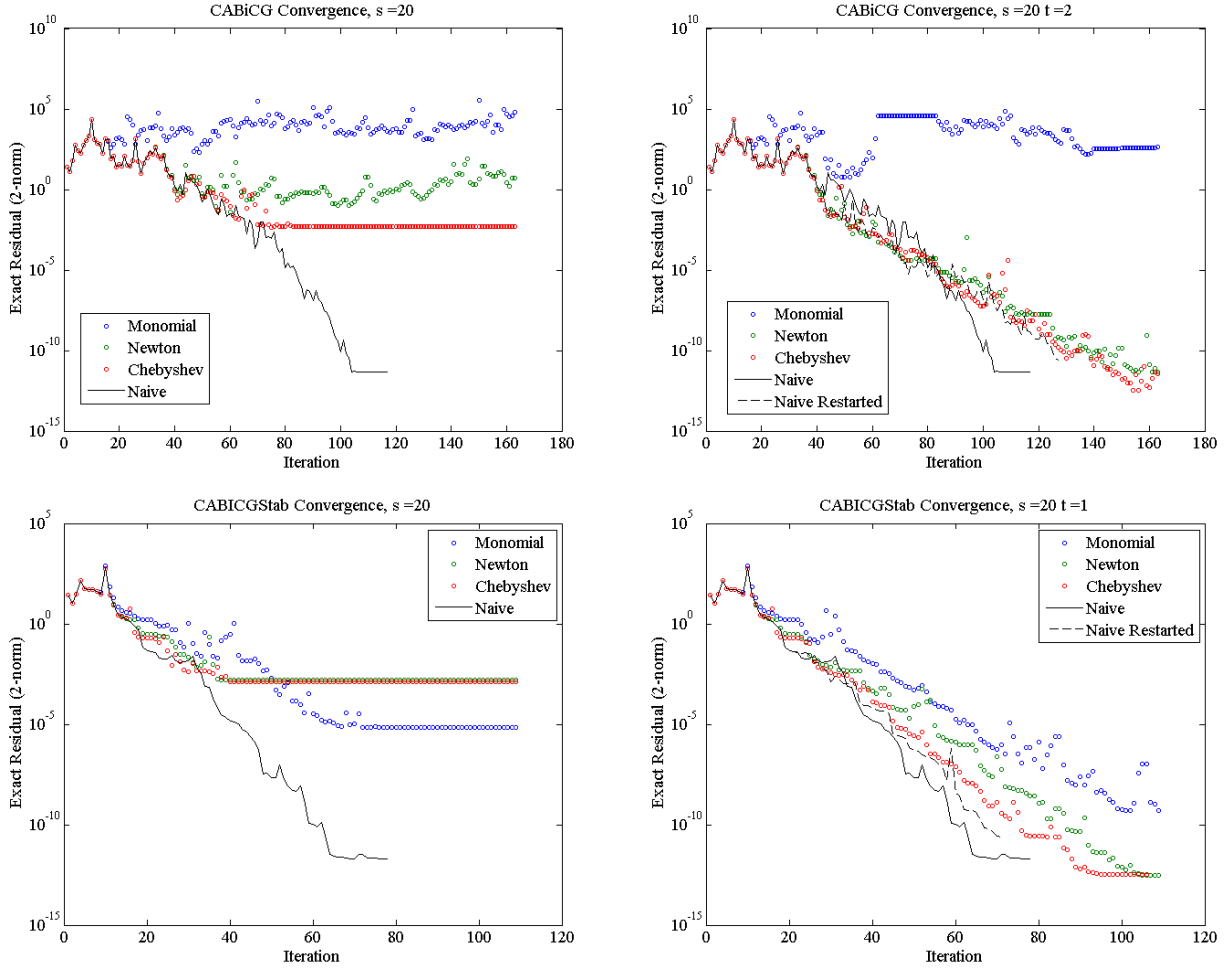 CABiCG Convergence, s =20
10^10
10^5
10^0
10^-5
10^-10
10^-15
Exact Residual (2-norm)
Monomial
Newton
Chebyshev
Naive
0 20 40 60 80 100 120 140 160 180
Iteration
CABiCG Convergence, s =20 t =2
10^10
10^5
10^0
10^-5
10^-10
10^-15
Exact Residual (2-norm)
Monomial
Newton
Chebyshev
Naive
Naive Restarted
0 20 40 60 80 100 120 140 160 180
Iteration
CABICGStab Convergence, s =20
10^5
10^0
10^-5
10^-10
10^-15
Exact Residual (2-norm)
Monomial
Newton
Chebyshev
Naive
0 20 40 60 80 100 120
Iteration
CABICGStab Convergence, s =20 t =1
10^5
10^0
10^-5
10^-10
10^-15
Exact Residual (2-norm)
Monomial
Newton
Chebyshev
Naive
Naive Restarted
0 20 40 60 80 100 120
Iteration